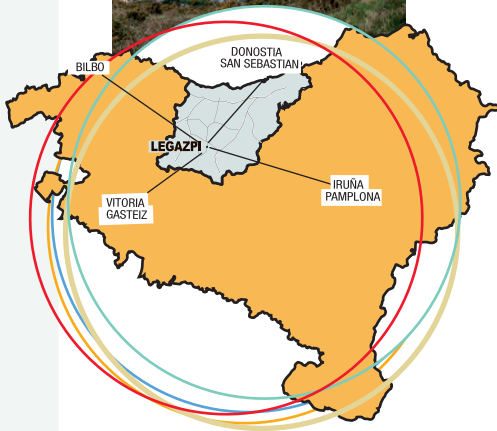 DONOSTIA
SAN SEBASTIAN
BILBO
LEGAZPI
IRUÑA
PAMPLONA
VITORIA
GASTEIZ